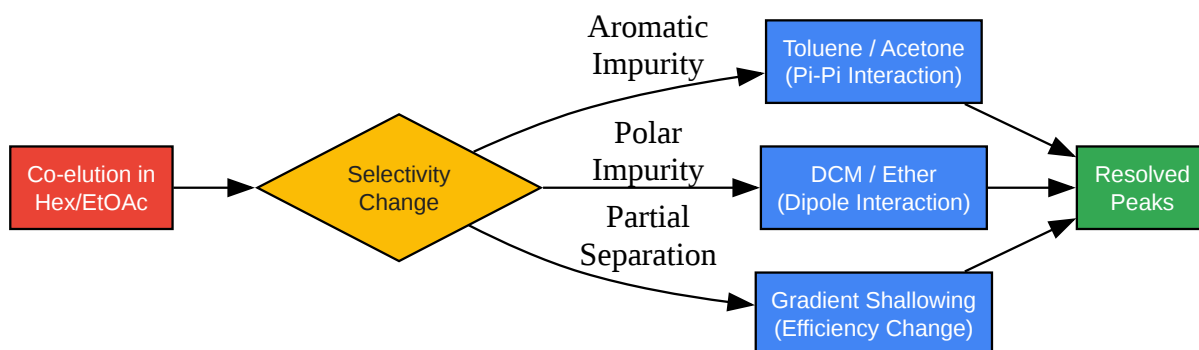 Co-elution in
Hex/EtOAc
Selectivity
Change
Aromatic
Impurity
Polar
Impurity
Partial
Separation
Toluene / Acetone
(Pi-Pi Interaction)
DCM / Ether
(Dipole Interaction)
Gradient Shallowing
(Efficiency Change)
Resolved
Peaks